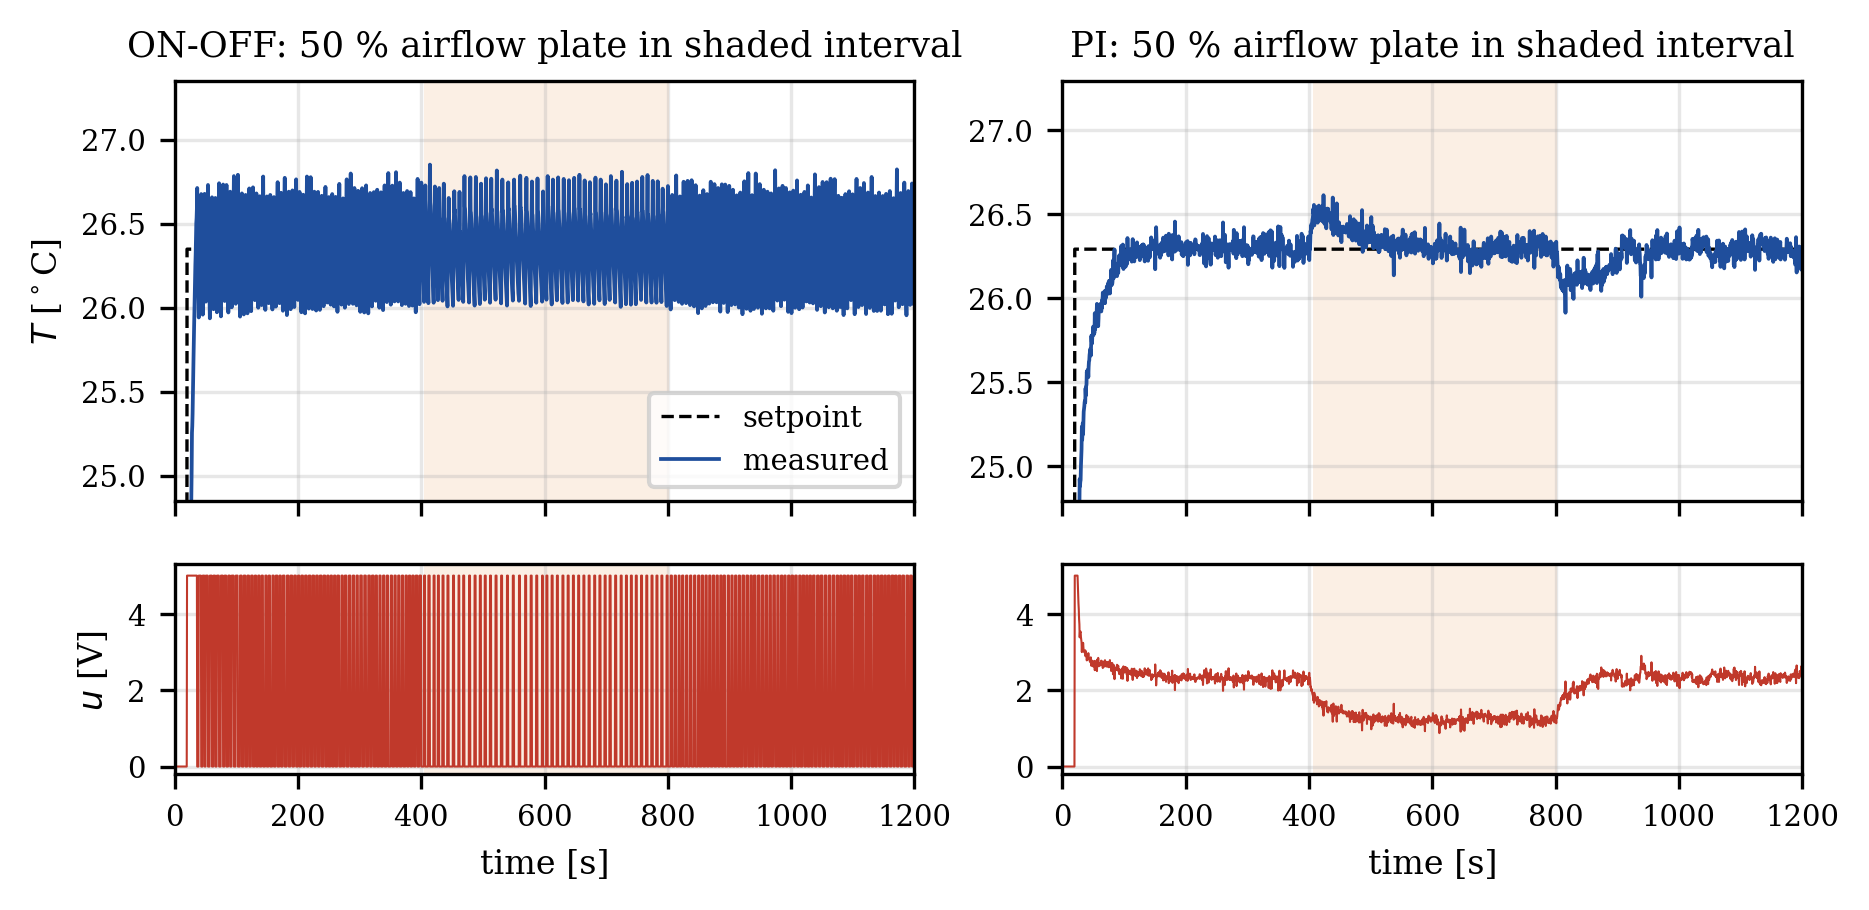 ON-OFF: 50 % airflow plate in shaded interval
PI: 50 % airflow plate in shaded interval
T [°C]
27.0
26.5
26.0
25.5
25.0
setpoint
measured
27.0
26.5
26.0
25.5
25.0
u [V]
4
2
0
0 200 400 600 800 1000 1200
time [s]
4
2
0
0 200 400 600 800 1000 1200
time [s]